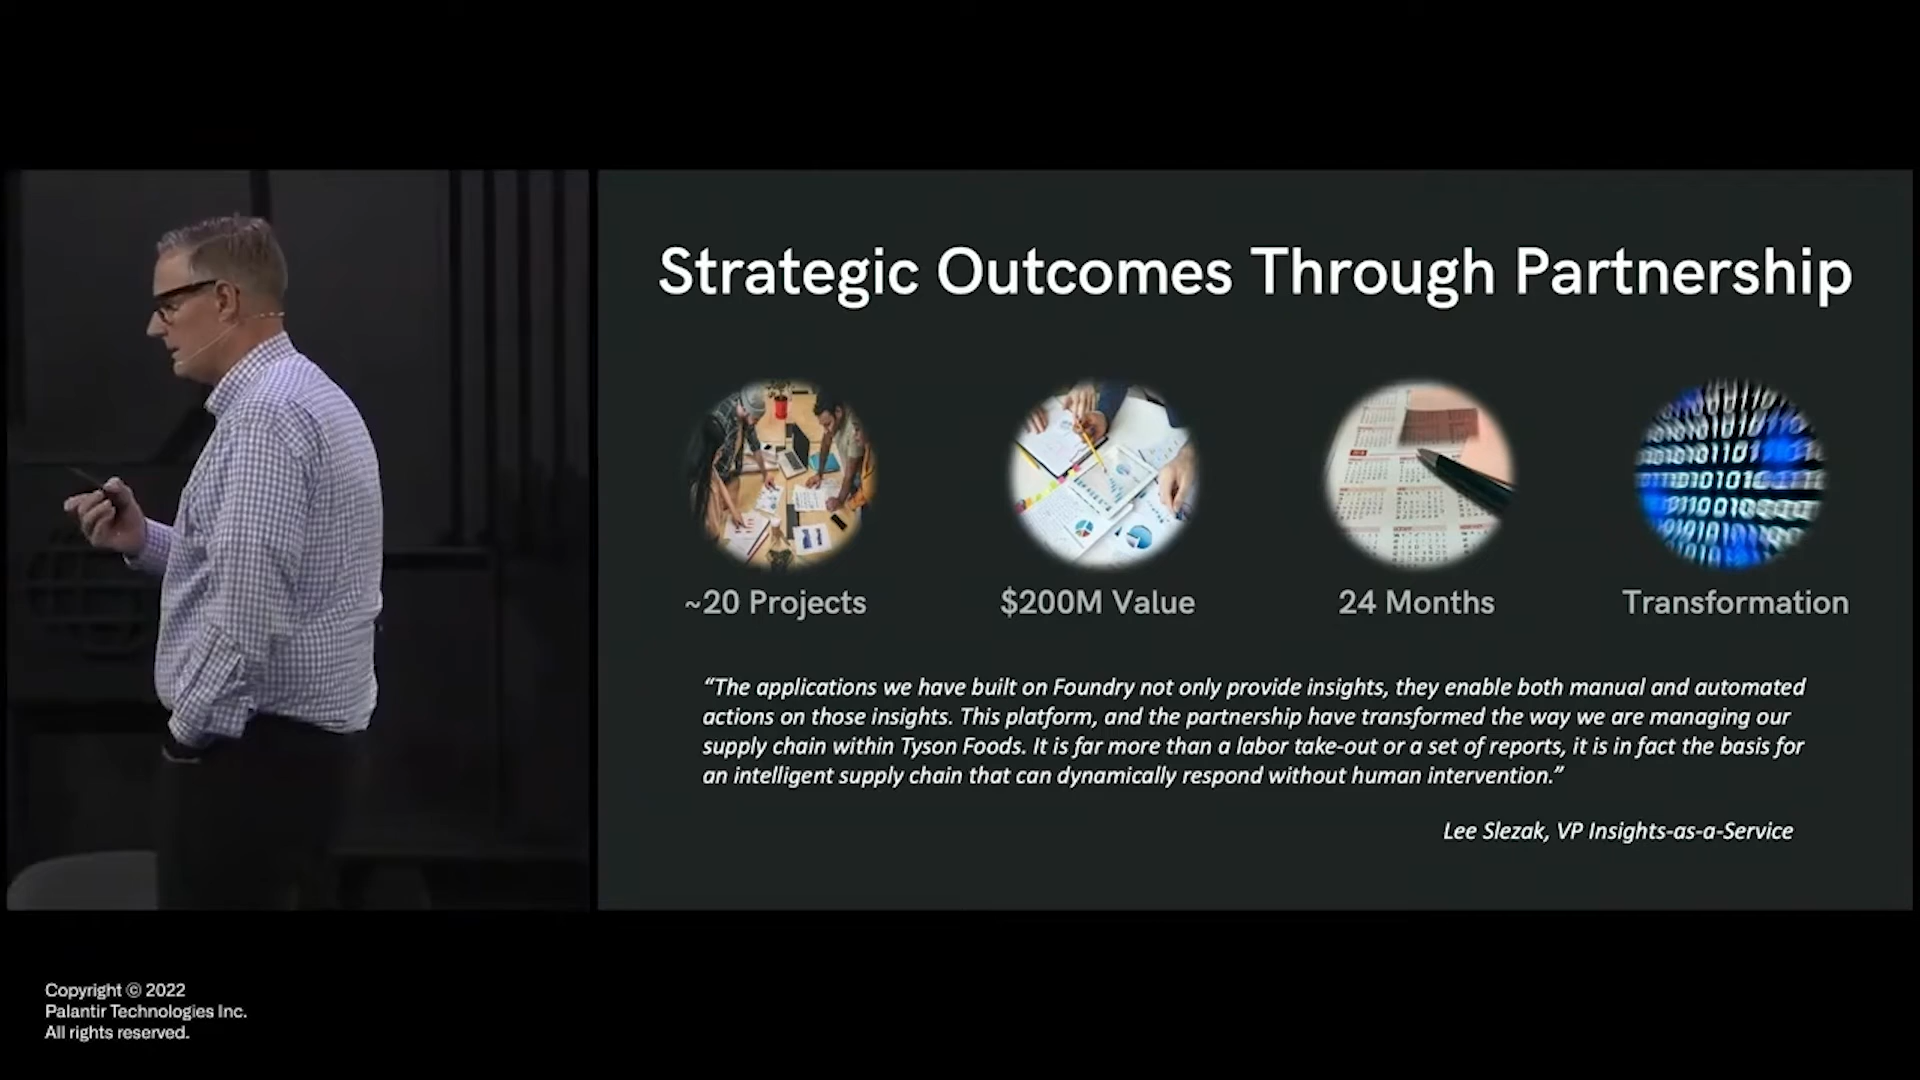 Strategic Outcomes Through Partnership
~20 Projects
$200M Value
24 Months
Transformation
“The applications we have built on Foundry not only provide insights, they enable both manual and automated
actions on those insights. This platform, and the partnership have transformed the way we are managing our
supply chain within Tyson Foods. It is far more than a labor take-out or a set of reports, it is in fact the basis for
an intelligent supply chain that can dynamically respond without human intervention.”
Lee Slezak, VP Insights-as-a-Service
Copyright © 2022
Palantir Technologies Inc.
All rights reserved.